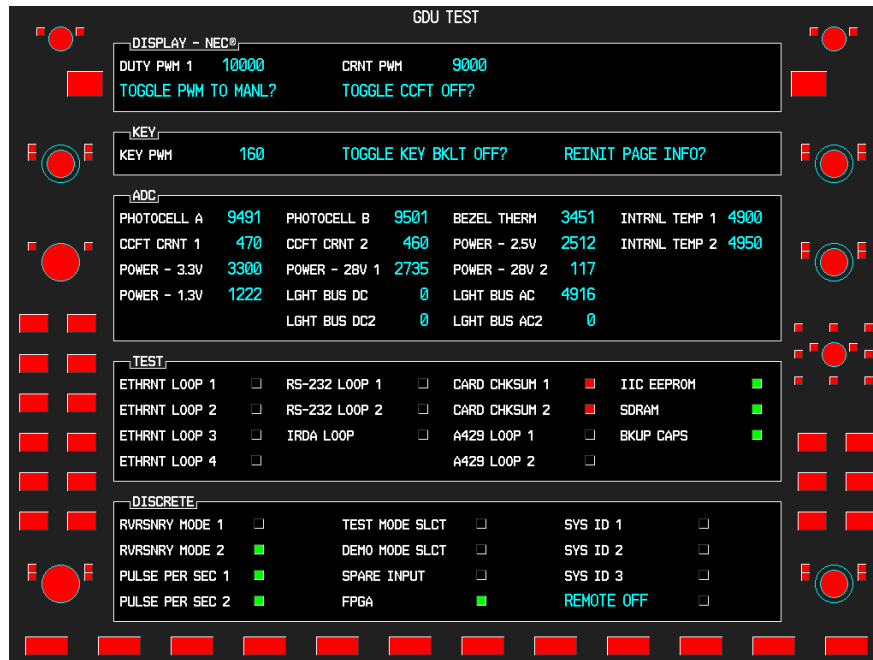 GDU TEST
DISPLAY - NEC®
DUTY PWM 1 10000 CRNT PWM 9000
TOGGLE PWM TO MANL? TOGGLE CCFT OFF?
KEY
KEY PWM 160 TOGGLE KEY BKLT OFF? REINIT PAGE INFO?
ADC
PHOTOCELL A 9491 PHOTOCELL B 9501 BEZEL THERM 3451 INTRNL TEMP 1 4900
CCFT CRNT 1 470 CCFT CRNT 2 460 POWER - 2.5V 2512 INTRNL TEMP 2 4950
POWER - 3.3V 3300 POWER - 28V 1 2735 POWER - 28V 2 117
POWER - 1.3V 1222 LGHT BUS DC 0 LGHT BUS AC 4916
LGHT BUS DC2 0 LGHT BUS AC2 0
TEST
ETHRNT LOOP 1 RS-232 LOOP 1 CARD CHKSUM 1 IIC EEPROM
ETHRNT LOOP 2 RS-232 LOOP 2 CARD CHKSUM 2 SDRAM
ETHRNT LOOP 3 IRDA LOOP A429 LOOP 1 BKUP CAPS
ETHRNT LOOP 4 A429 LOOP 2
DISCRETE
RVRSNRY MODE 1 TEST MODE SLCT SYS ID 1
RVRSNRY MODE 2 DEMO MODE SLCT SYS ID 2
PULSE PER SEC 1 SPARE INPUT SYS ID 3
PULSE PER SEC 2 FPGA REMOTE OFF